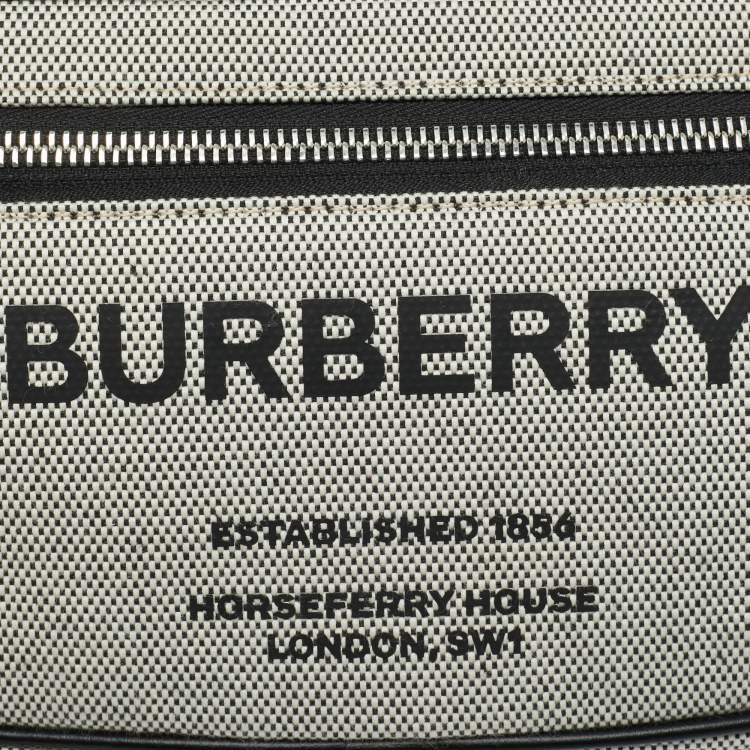 BURBERRY
ESTABLISHED 1856
HORSEFERRY HOUSE
LONDON, SW1